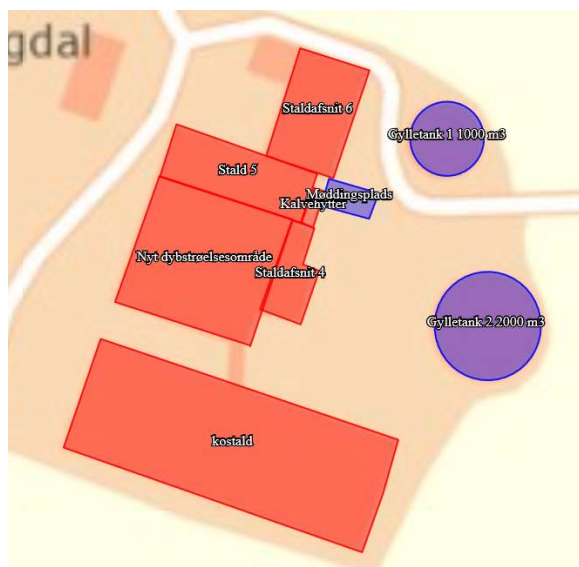 gdal
Staldafsnit 6
Gylletank 1 1000 m3
Stald 5
Møddingsplads
Kalvehytter
Nyt dybstrøelsesområde
Staldafsnit 4
Gylletank 2 2000 m3
kostald